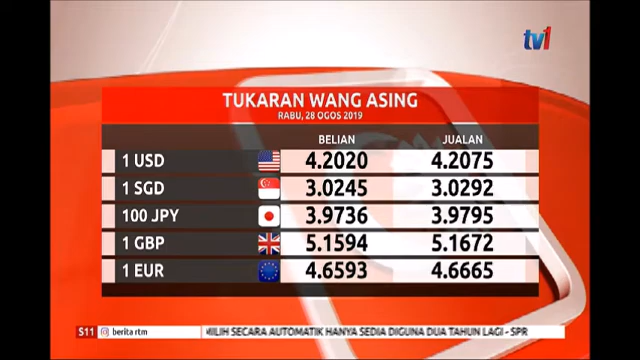 tv1
TUKARAN WANG ASING
RABU, 28 OGOS 2019
BELIAN JUALAN
1 USD 4.2020 4.2075
1 SGD 3.0245 3.0292
100 JPY 3.9736 3.9795
1 GBP 5.1594 5.1672
1 EUR 4.6593 4.6665
S11 berita rtm MILIH SECARA AUTOMATIK HANYA SEDIA DIGUNA DUA TAHUN LAGI - SPR